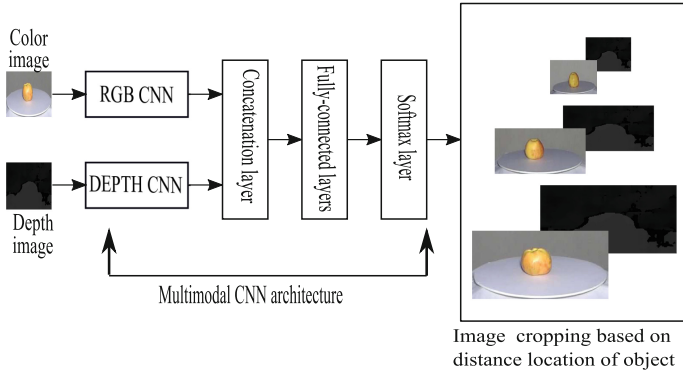 Color
image
RGB CNN
DEPTH CNN
Depth
image
Concatenation layer
Fully-connected layers
Softmax layer
Multimodal CNN architecture
Image cropping based on
distance location of object